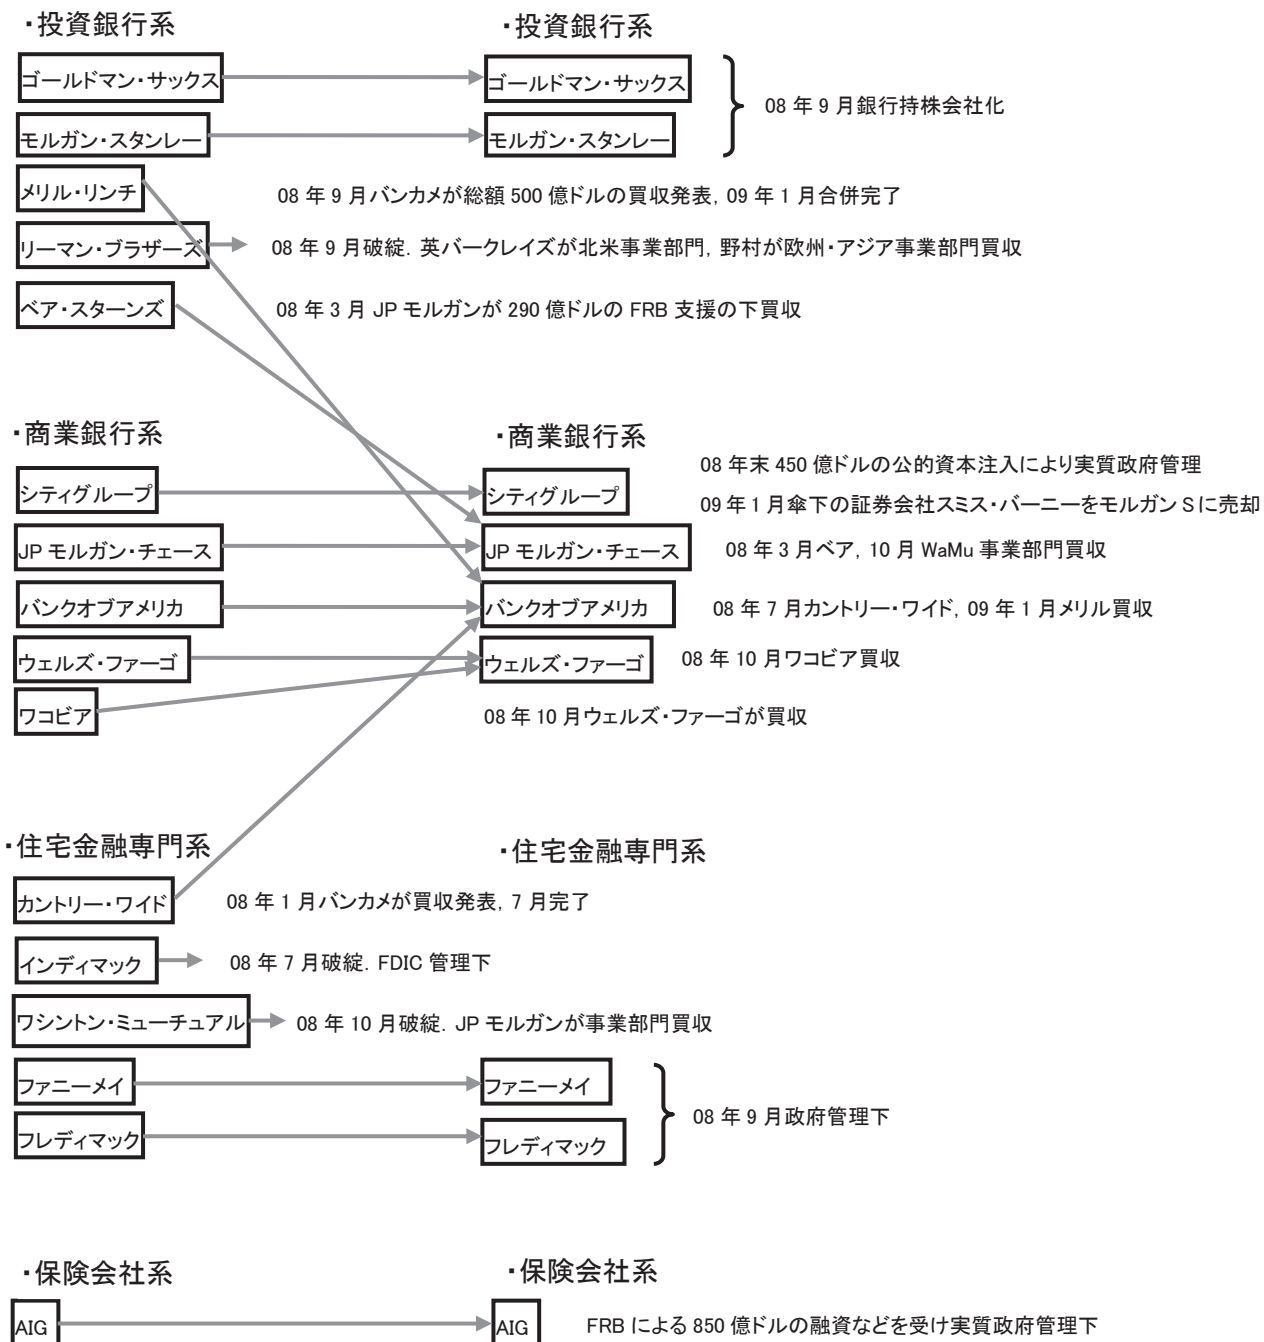 ・投資銀行系 ・投資銀行系
ゴールドマン・サックス ゴールドマン・サックス
08 年 9 月銀行持株会社化
モルガン・スタンレー モルガン・スタンレー
メリル・リンチ 08 年 9 月バンカメが総額 500 億ドルの買収発表, 09 年 1 月合併完了
リーマン・ブラザーズ 08 年 9 月破綻. 英バークレイズが北米事業部門, 野村が欧州・アジア事業部門買収
ベア・スターンズ 08 年 3 月 JP モルガンが 290 億ドルの FRB 支援の下買収
・商業銀行系 ・商業銀行系
08 年末 450 億ドルの公的資本注入により実質政府管理
シティグループ シティグループ
09 年 1 月傘下の証券会社スミス・バーニーをモルガン S に売却
JP モルガン・チェース JP モルガン・チェース 08 年 3 月ベア, 10 月 WaMu 事業部門買収
バンクオブアメリカ バンクオブアメリカ 08 年 7 月カントリー・ワイド, 09 年 1 月メリル買収
ウェルズ・ファーゴ ウェルズ・ファーゴ 08 年 10 月ワコビア買収
ワコビア 08 年 10 月ウェルズ・ファーゴが買収
・住宅金融専門系 ・住宅金融専門系
カントリー・ワイド 08 年 1 月バンカメが買収発表, 7 月完了
インディマック 08 年 7 月破綻. FDIC 管理下
ワシントン・ミューチュアル 08 年 10 月破綻. JP モルガンが事業部門買収
ファニーメイ ファニーメイ
08 年 9 月政府管理下
フレディマック フレディマック
・保険会社系 ・保険会社系
AIG AIG FRB による 850 億ドルの融資などを受け実質政府管理下